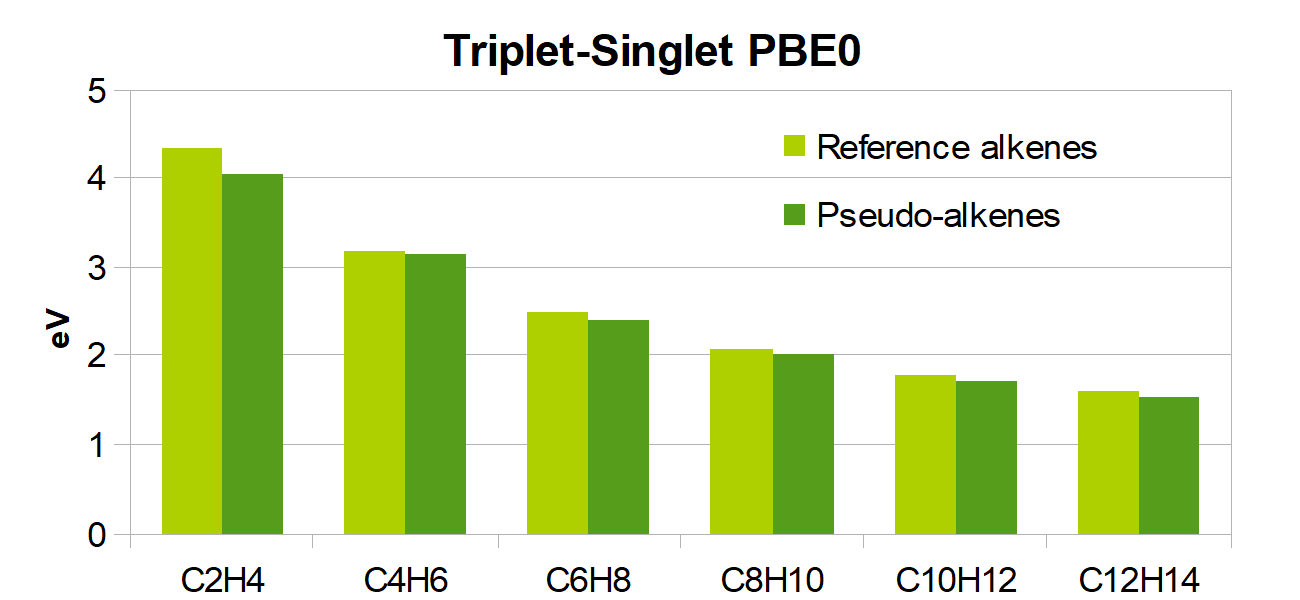 Triplet-Singlet PBE0
5
4
3
2
1
0
eV
Reference alkenes
Pseudo-alkenes
C2H4 C4H6 C6H8 C8H10 C10H12 C12H14